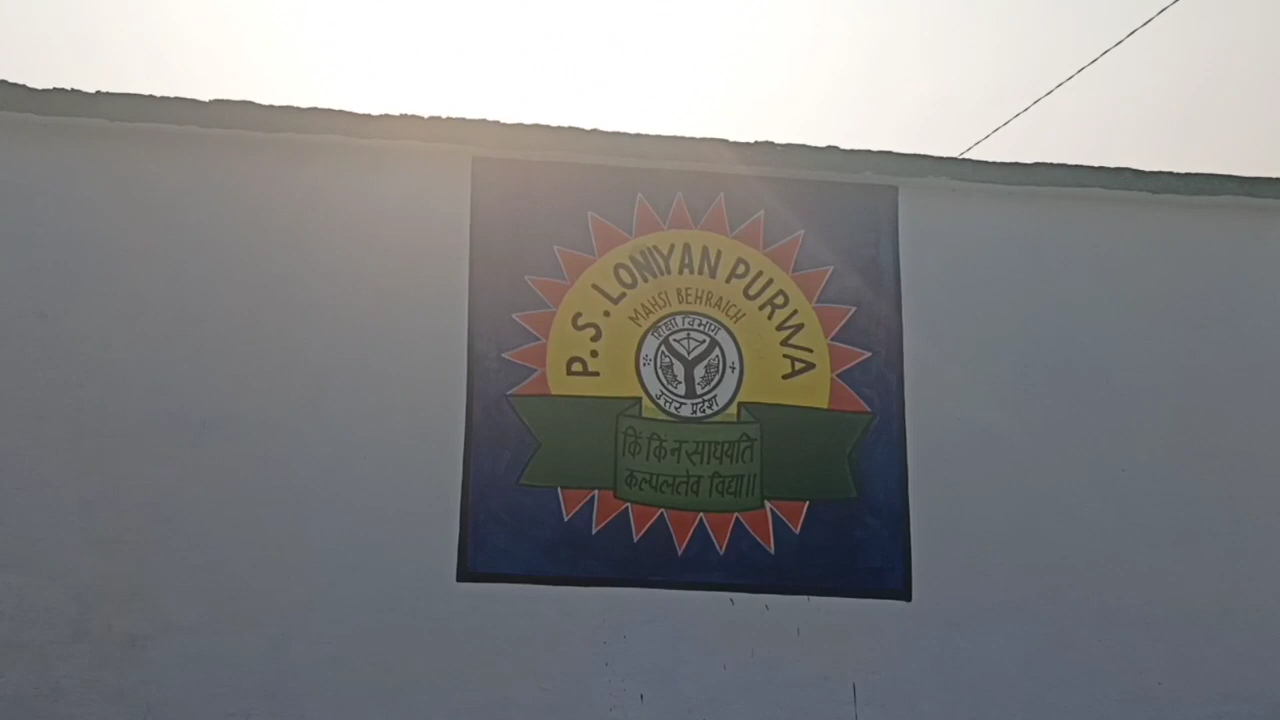 P.S. LONIYAN PURWA
MAHSI BEHRAICH
शिक्षा विभाग
उत्तर प्रदेश
किं किं न साधयति
कल्पलतेव विद्या॥